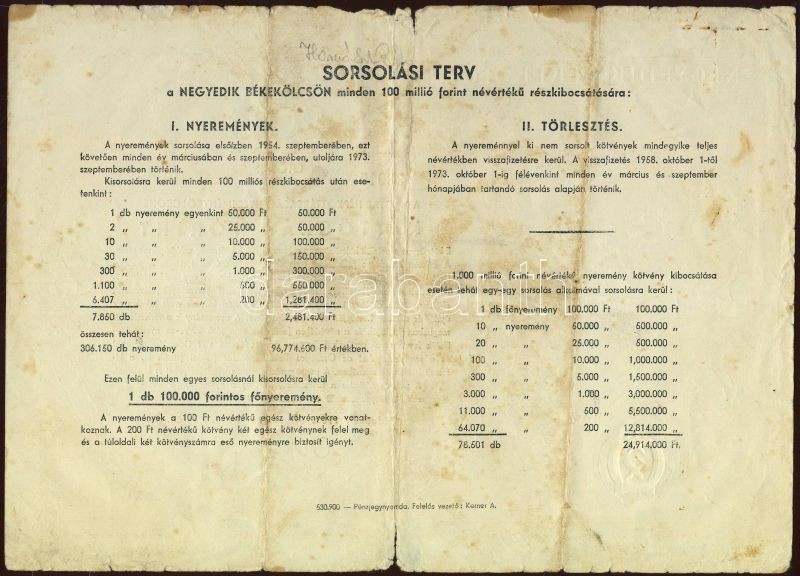 SORSOLÁSI TERV
a NEGYEDIK BÉKEKÖLCSÖN minden 100 millió forint névértékű részkibocsátására:
I. NYEREMÉNYEK.
A nyeremények sorsolása elsőízben 1954. szeptemberében, ezt
követően minden év márciusában és szeptemberében, utoljára 1973.
szeptemberében történik.
Kisorsolásra kerül minden 100 milliós részkibocsátás után ese-
tenkint:
1 db nyeremény egyenkint 50.000 Ft 50.000 Ft
2 „ „ „ 25.000 „ 50.000 „
10 „ „ „ 10.000 „ 100.000 „
30 „ „ „ 5.000 „ 150.000 „
300 „ „ „ 1.000 „ 300.000 „
1.100 „ „ „ 500 „ 550.000 „
6.407 „ „ „ 200 „ 1,281.400 „
7.850 db 2,481.400 Ft
összesen tehát:
306.150 db nyeremény 96,774.600 Ft értékben.
Ezen felül minden egyes sorsolásnál kisorsolásra kerül
1 db 100.000 forintos főnyeremény.
A nyeremények a 100 Ft névértékű egész kötvényekre vonat-
koznak. A 200 Ft névértékű kötvény két egész kötvénynek felel meg
és a túloldali két kötvényszámra eső nyereményre biztosít igényt.
II. TÖRLESZTÉS.
A nyereménnyel ki nem sorsolt kötvények mindegyike teljes
névértékben visszafizetésre kerül. A visszafizetés 1958. október 1-től
1973. október 1-ig félévenkint minden év március és szeptember
hónapjában tartandó sorsolás alapján történik.
1.000 millió forint névértékű nyeremény kötvény kibocsátása
esetén tehát egy-egy sorsolás alkalmával sorsolásra kerül:
1 db főnyeremény 100.000 Ft 100.000 Ft
10 „ nyeremény 50.000 „ 500.000 „
20 „ „ 25.000 „ 500.000 „
100 „ „ 10.000 „ 1,000.000 „
300 „ „ 5.000 „ 1,500.000 „
3.000 „ „ 1.000 „ 3,000.000 „
11.000 „ „ 500 „ 5,500.000 „
64.070 „ „ 200 „ 12,814.000 „
78.501 db 24,914.000 Ft.
530.900 — Pénzjegynyomda. Felelős vezető: Kemer A.
darabanth